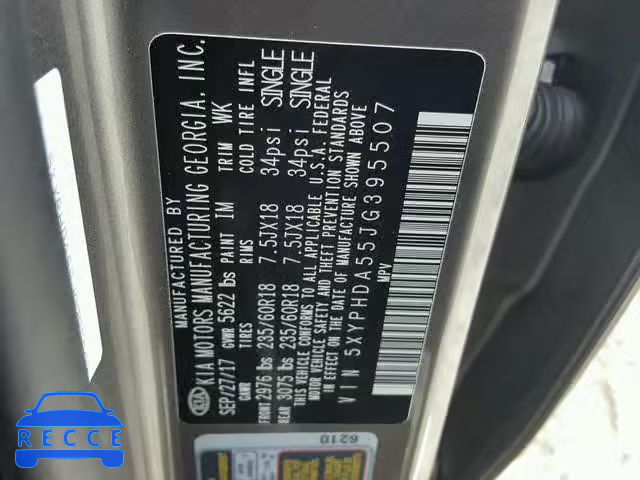 MANUFACTURED BY
KIA MOTORS MANUFACTURING GEORGIA, INC.
SEP/27/17 GVWR 5622 lbs PAINT IM TRIM WK
GAWR TIRES RIMS COLD TIRE INFL
FRONT 2976 lbs 235/60R18 7.5JX18 34psi SINGLE
REAR 3075 lbs 235/60R18 7.5JX18 34psi SINGLE
THIS VEHICLE CONFORMS TO ALL APPLICABLE U.S.A. FEDERAL
MOTOR VEHICLE SAFETY AND THEFT PREVENTION STANDARDS
IN EFFECT ON THE DATE OF MANUFACTURE SHOWN ABOVE
VIN 5XYPHDA55JG395507
MPV
KIA
6210
RECCE